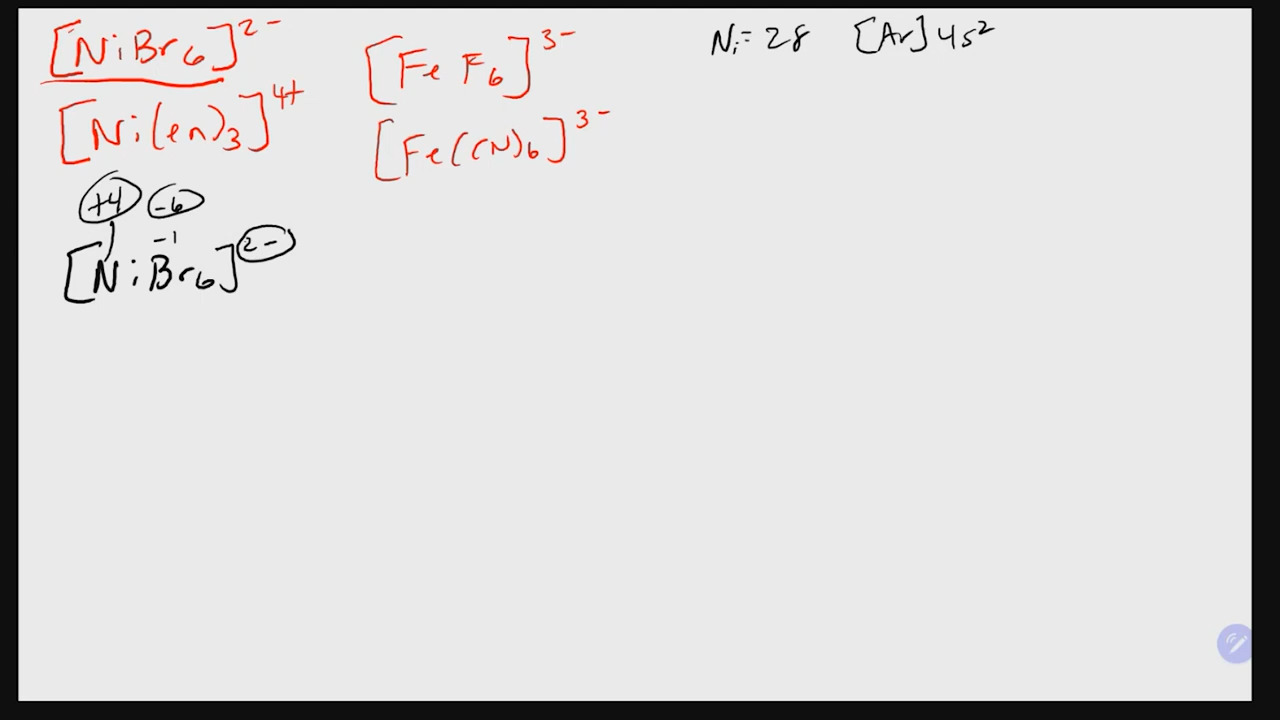 [NiBr6]2-
[Ni(en)3]4+
[FeF6]3-
[Fe(CN)6]3-
Ni = 28 [Ar] 4s2
+4 -6
-1
[NiBr6]2-